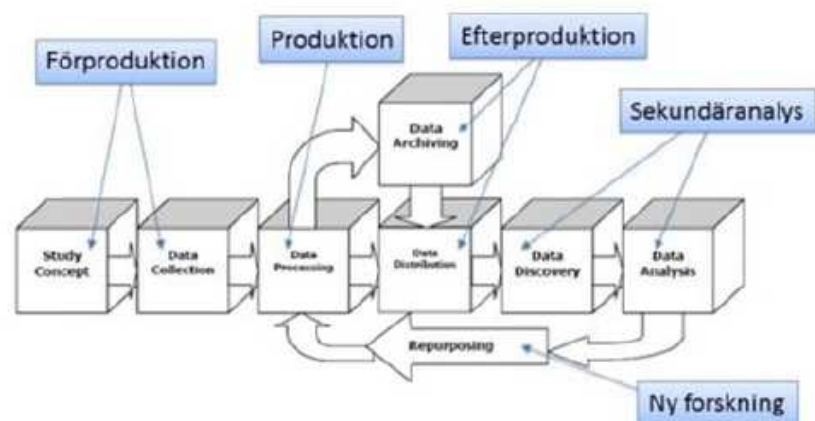 Förproduktion
Produktion
Efterproduktion
Sekundäranalys
Data
Archiving
Study
Concept
Data
Collection
Data
Processing
Data
Distribution
Data
Discovery
Data
Analysis
Repurposing
Ny forskning